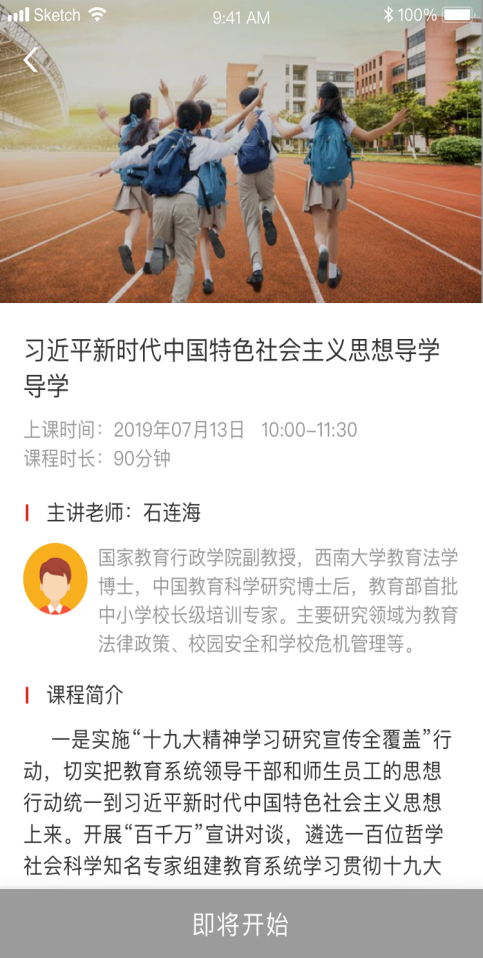 Sketch 9:41 AM 100%
习近平新时代中国特色社会主义思想导学
导学
上课时间：2019年07月13日 10:00-11:30
课程时长：90分钟
主讲老师：石连海
国家教育行政学院副教授，西南大学教育法学
博士，中国教育科学研究博士后，教育部首批
中小学校长级培训专家。主要研究领域为教育
法律政策、校园安全和学校危机管理等。
课程简介
一是实施“十九大精神学习研究宣传全覆盖”行
动，切实把教育系统领导干部和师生员工的思想
行动统一到习近平新时代中国特色社会主义思想
上来。开展“百千万”宣讲对谈，遴选一百位哲学
社会科学知名专家组建教育系统学习贯彻十九大
即将开始